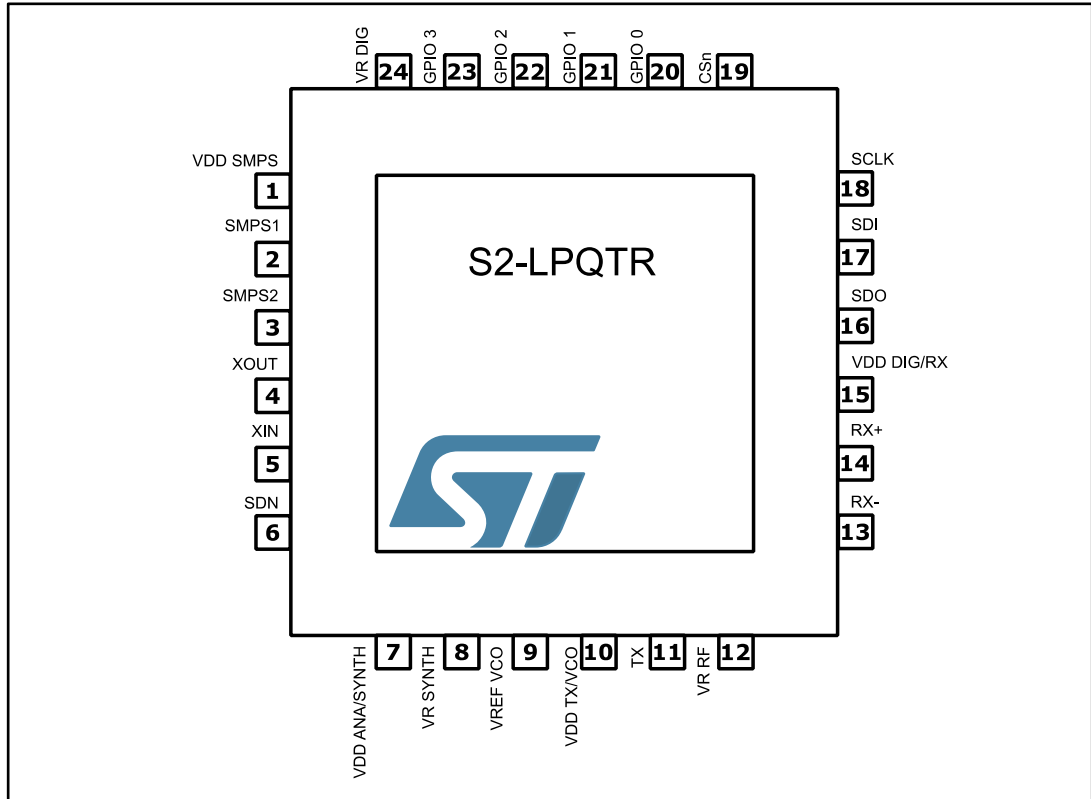 VR DIG
GPIO 3
GPIO 2
GPIO 1
GPIO 0
CSn
24
23
22
21
20
19
VDD SMPS
1
SMPS1
2
SMPS2
3
XOUT
4
XIN
5
SDN
6
S2-LPQTR
ST
SCLK
18
SDI
17
SDO
16
VDD DIG/RX
15
RX+
14
RX-
13
7
8
9
10
11
12
VDD ANA/SYNTH
VR SYNTH
VREF VCO
VDD TX/VCO
TX
VR RF